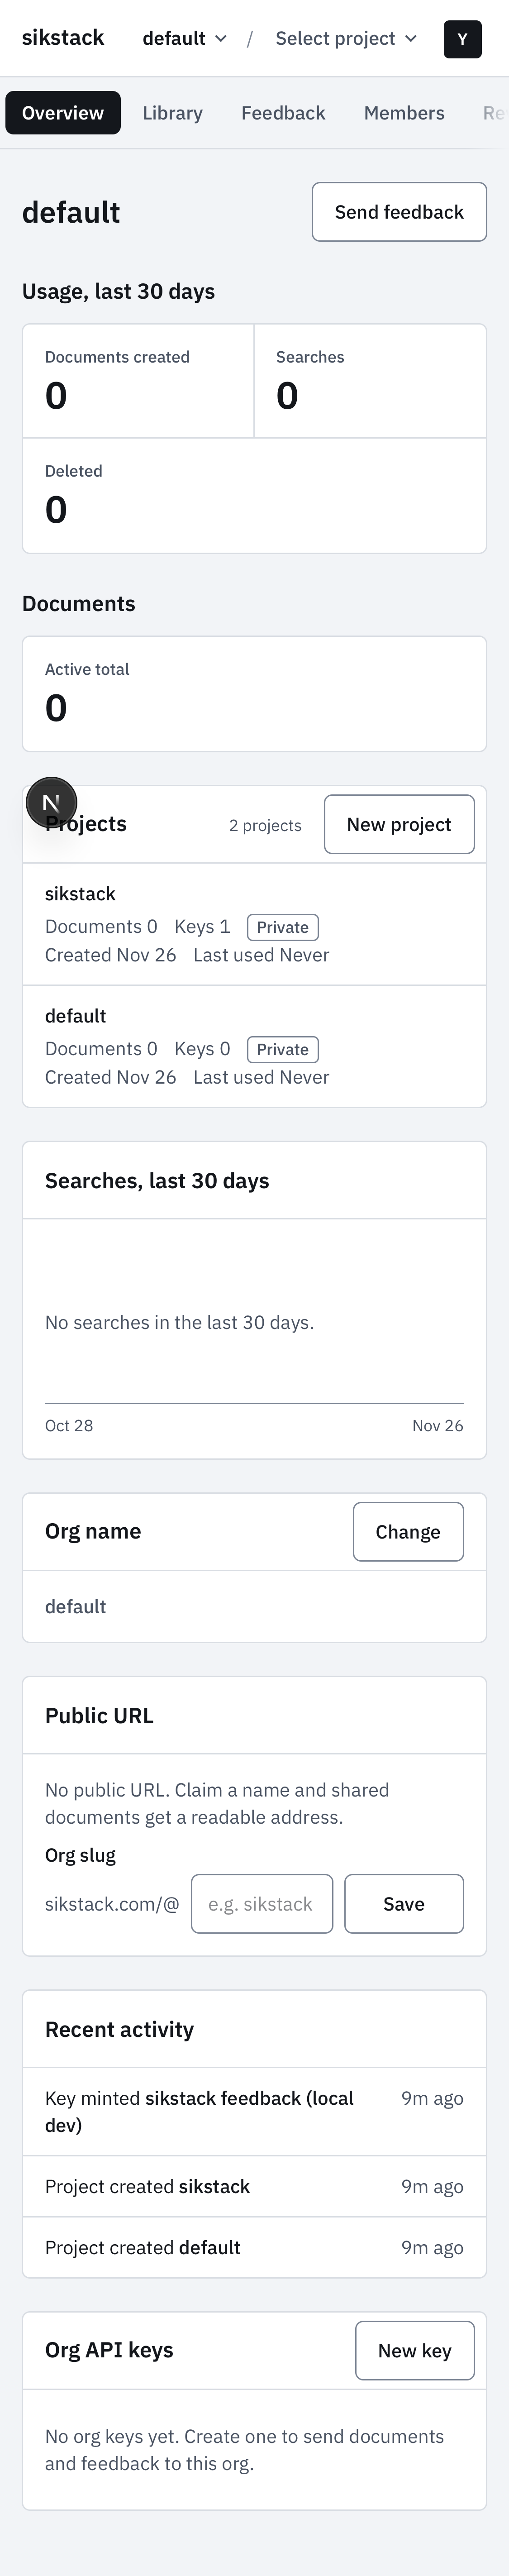 sikstack default / Select project Y
Overview Library Feedback Members Re
default Send feedback
Usage, last 30 days
Documents created Searches
0 0
Deleted
0
Documents
Active total
0
N
Projects 2 projects New project
sikstack
Documents 0 Keys 1 Private
Created Nov 26 Last used Never
default
Documents 0 Keys 0 Private
Created Nov 26 Last used Never
Searches, last 30 days
No searches in the last 30 days.
Oct 28 Nov 26
Org name Change
default
Public URL
No public URL. Claim a name and shared
documents get a readable address.
Org slug
sikstack.com/@ e.g. sikstack Save
Recent activity
Key minted sikstack feedback (local 9m ago
dev)
Project created sikstack 9m ago
Project created default 9m ago
Org API keys New key
No org keys yet. Create one to send documents
and feedback to this org.